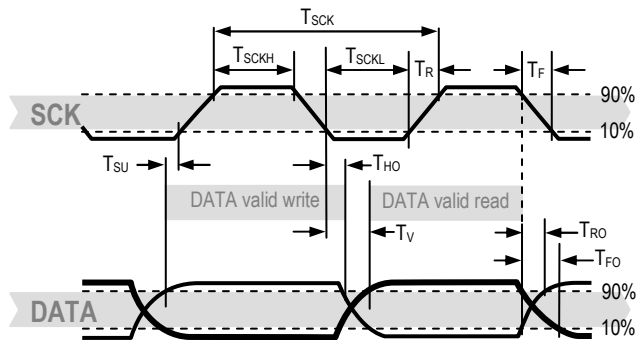 TSCK
TSCKH TSCKL TR TF
SCK
90%
10%
TSU THO
DATA valid write DATA valid read
TV TRO
TFO
DATA
90%
10%